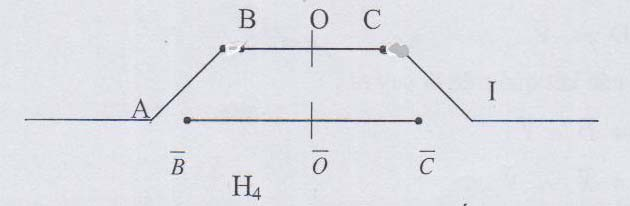 B O C
A I
B̅ O̅ C̅
H₄